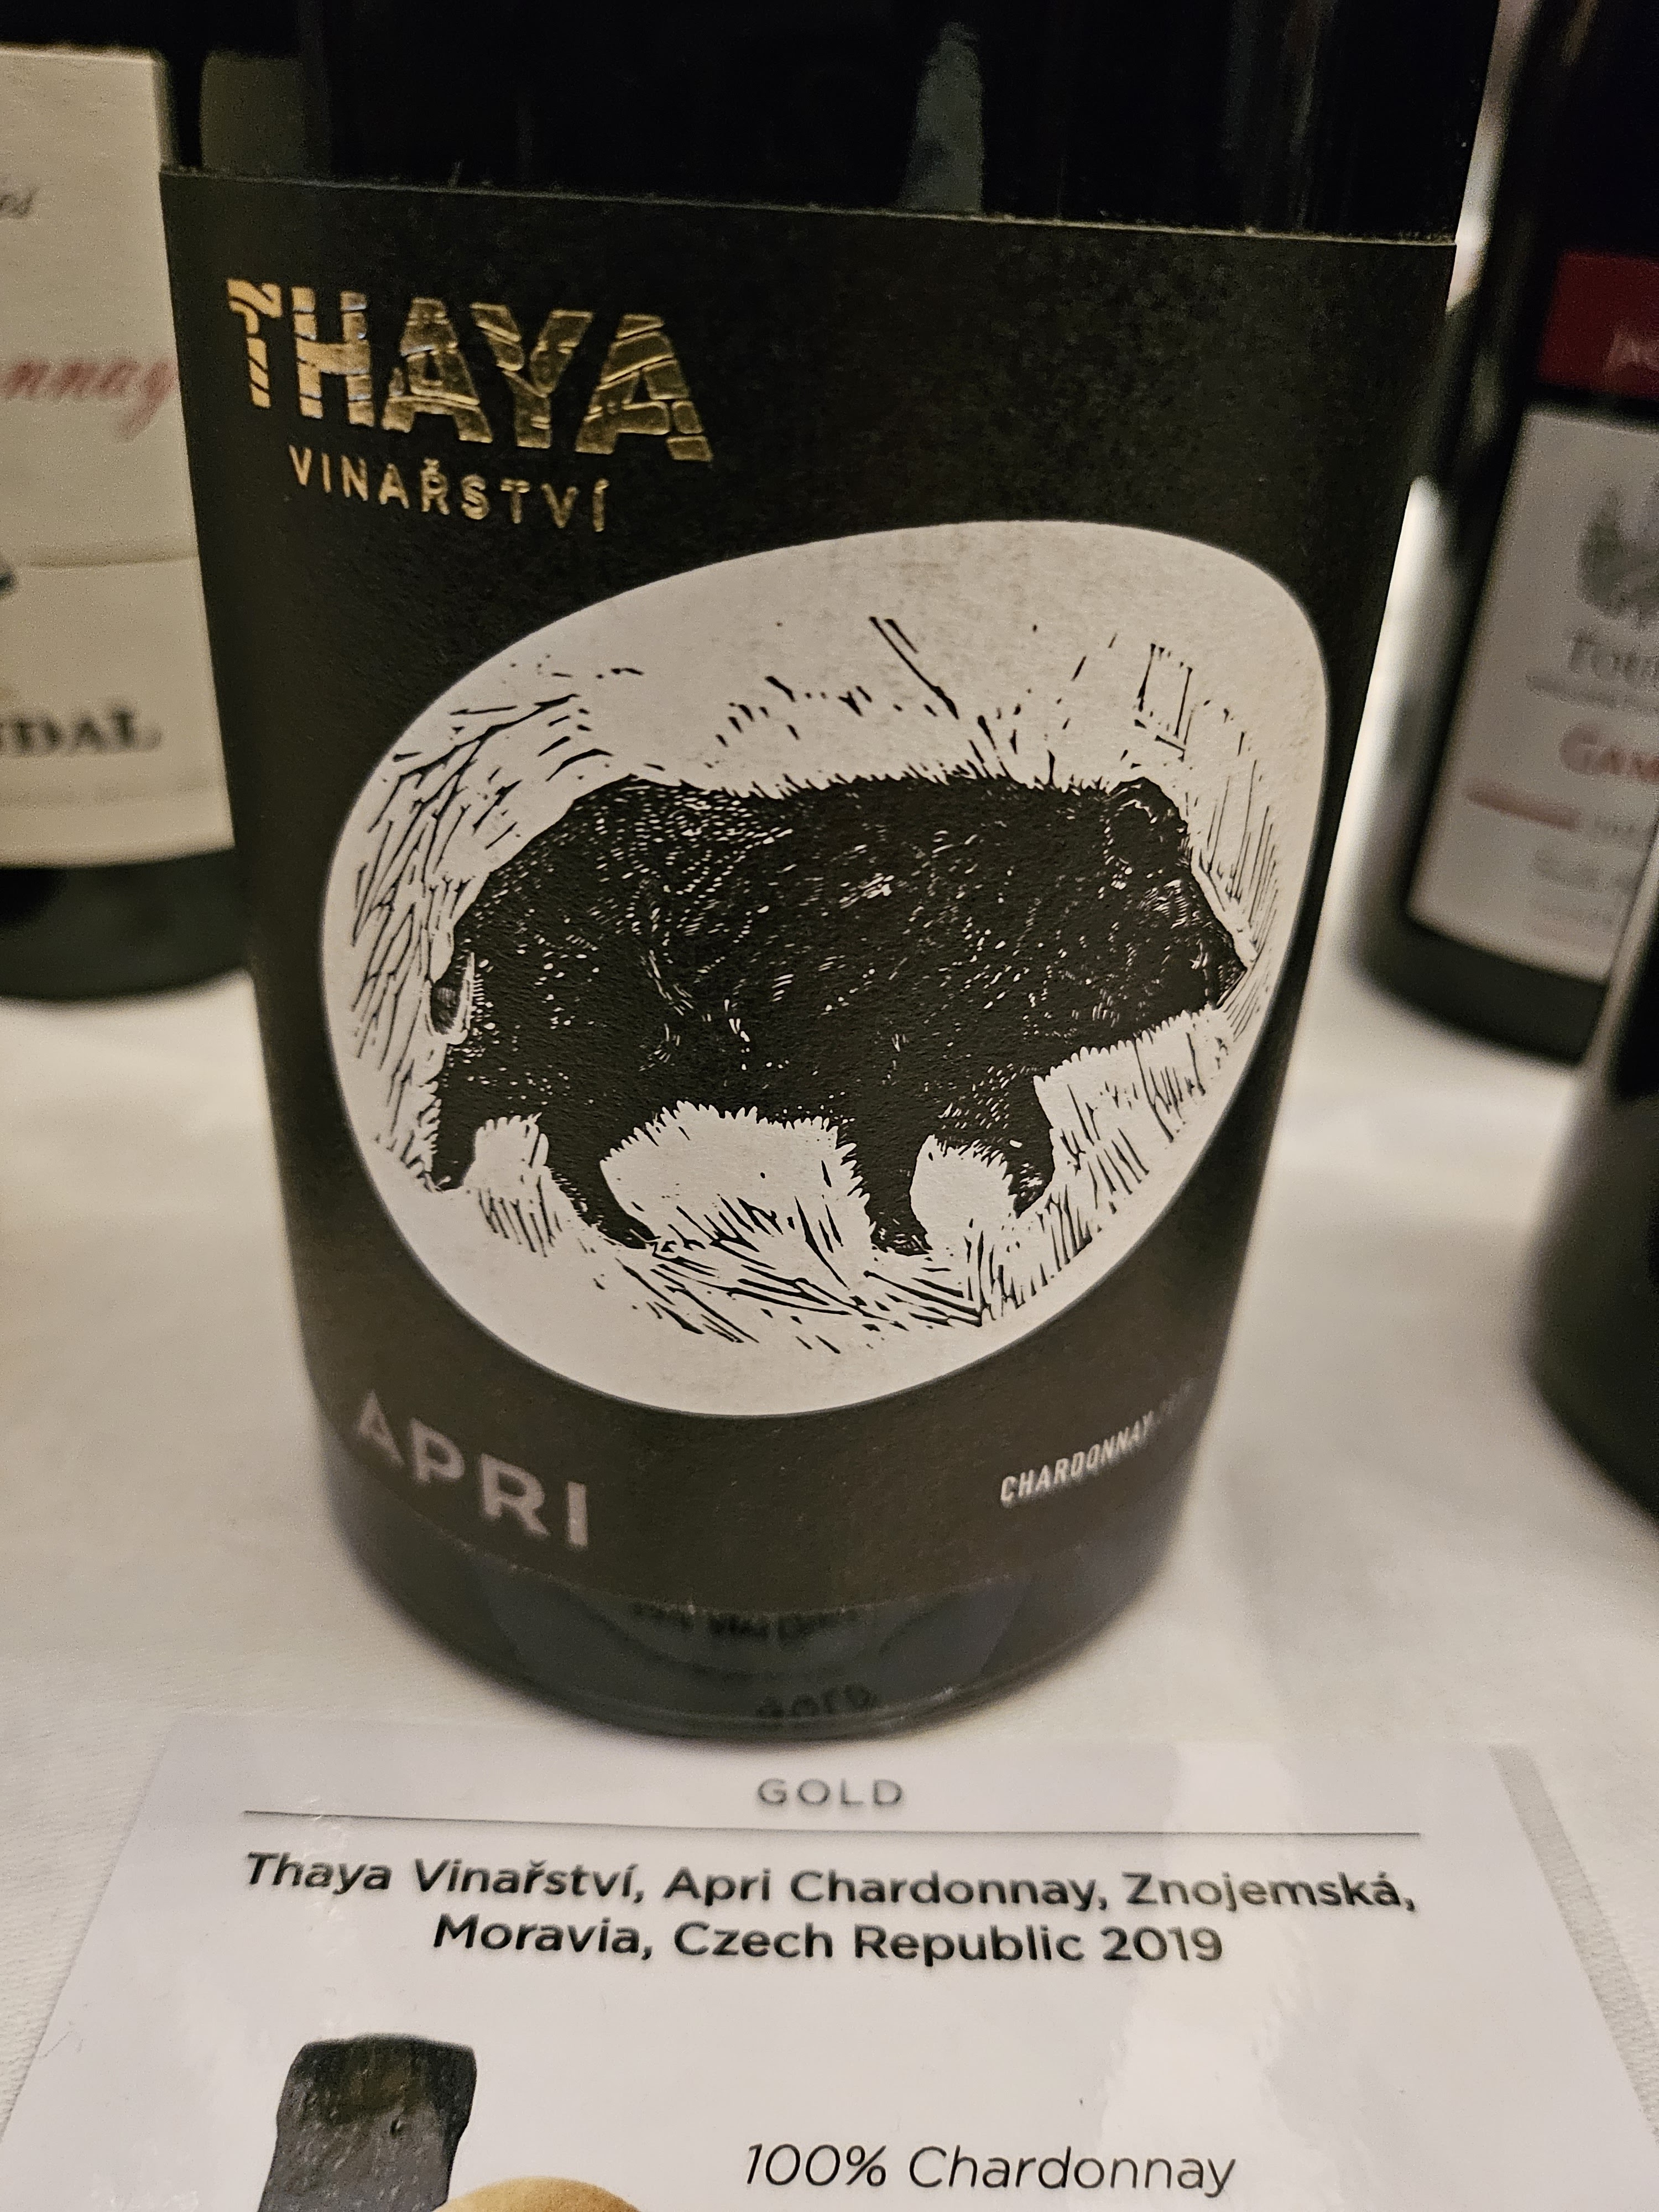 THAYA
VINAŘSTVÍ
APRI
CHARDONNAY
GOLD
Thaya Vinařství, Apri Chardonnay, Znojemská,
Moravia, Czech Republic 2019
100% Chardonnay